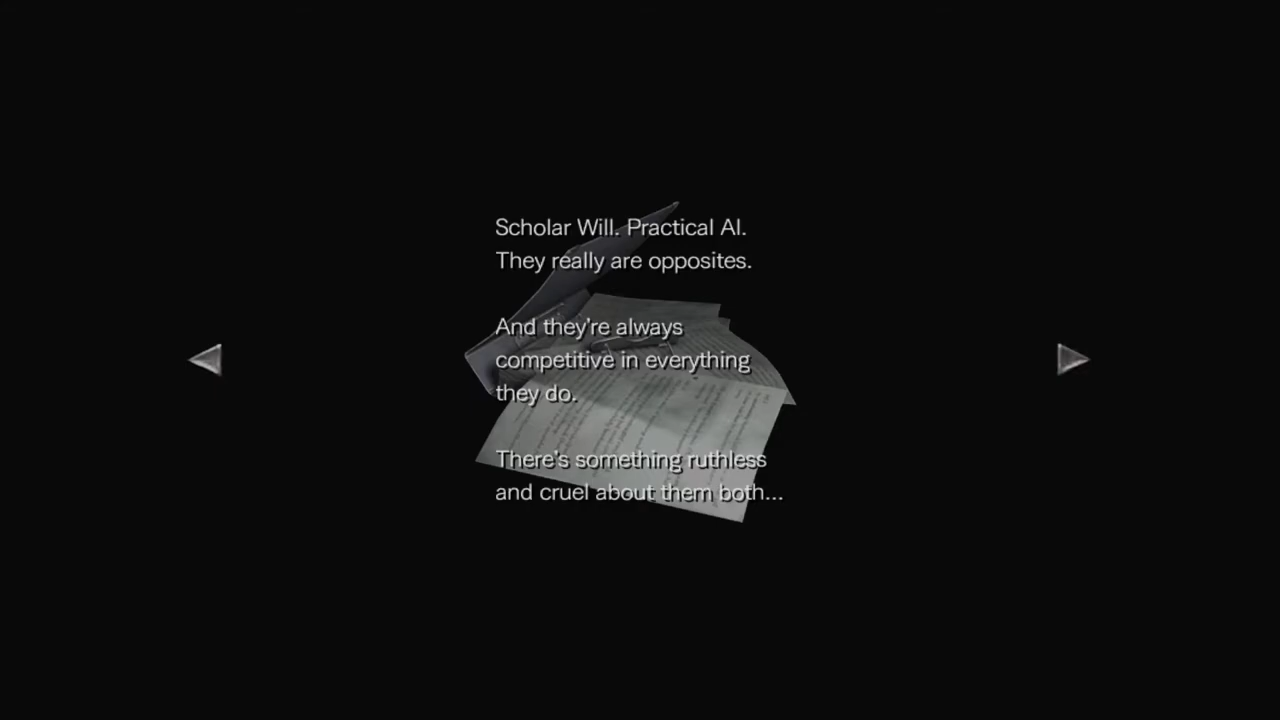 Scholar Will. Practical Al.
They really are opposites.
And they're always
competitive in everything
they do.
There's something ruthless
and cruel about them both...